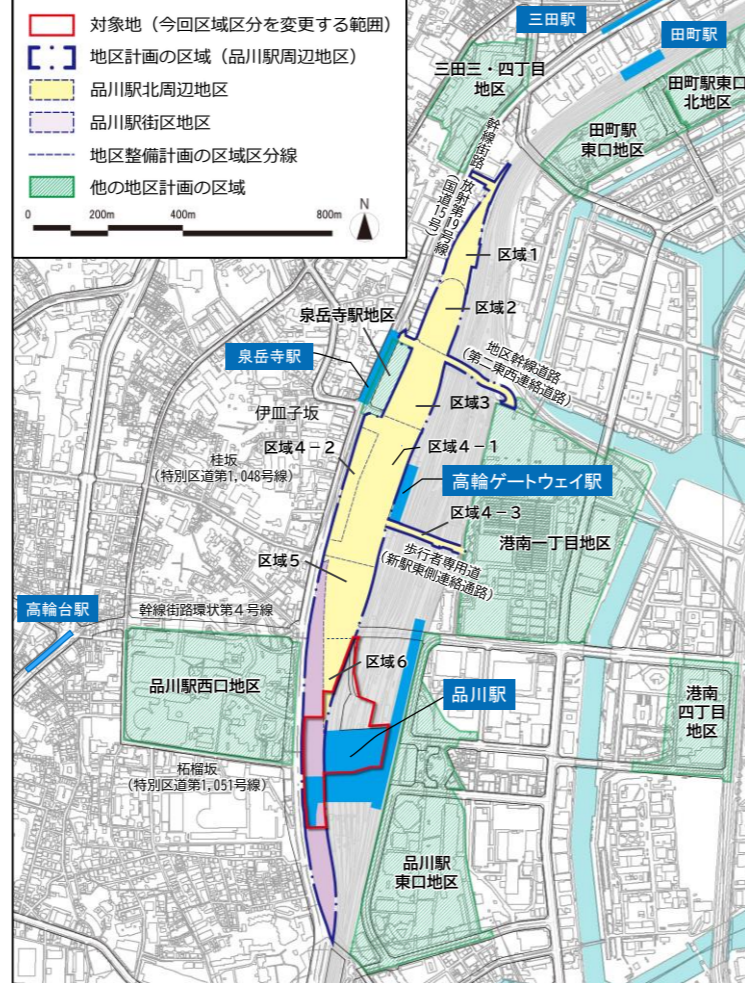 対象地（今回区域区分を変更する範囲）
地区計画の区域（品川駅周辺地区）
品川駅北周辺地区
品川駅街区地区
地区整備計画の区域区分線
他の地区計画の区域
0 200m 400m 800m
N
三田駅
田町駅
三田三・四丁目
地区
田町駅東口
北地区
田町駅
東口地区
幹線街路
放射第19号線
（国道15号）
区域1
区域2
泉岳寺駅地区
泉岳寺駅
地区幹線道路
（第二東西連絡道路）
区域3
伊皿子坂
区域4-2
区域4-1
桂坂
（特別区道第1,048号線）
高輪ゲートウェイ駅
区域4-3
港南一丁目地区
歩行者専用道
（新駅東側連絡通路）
区域5
高輪台駅
幹線街路環状第4号線
区域6
品川駅西口地区
品川駅
港南
四丁目
地区
柘榴坂
（特別区道第1,051号線）
品川駅
東口地区